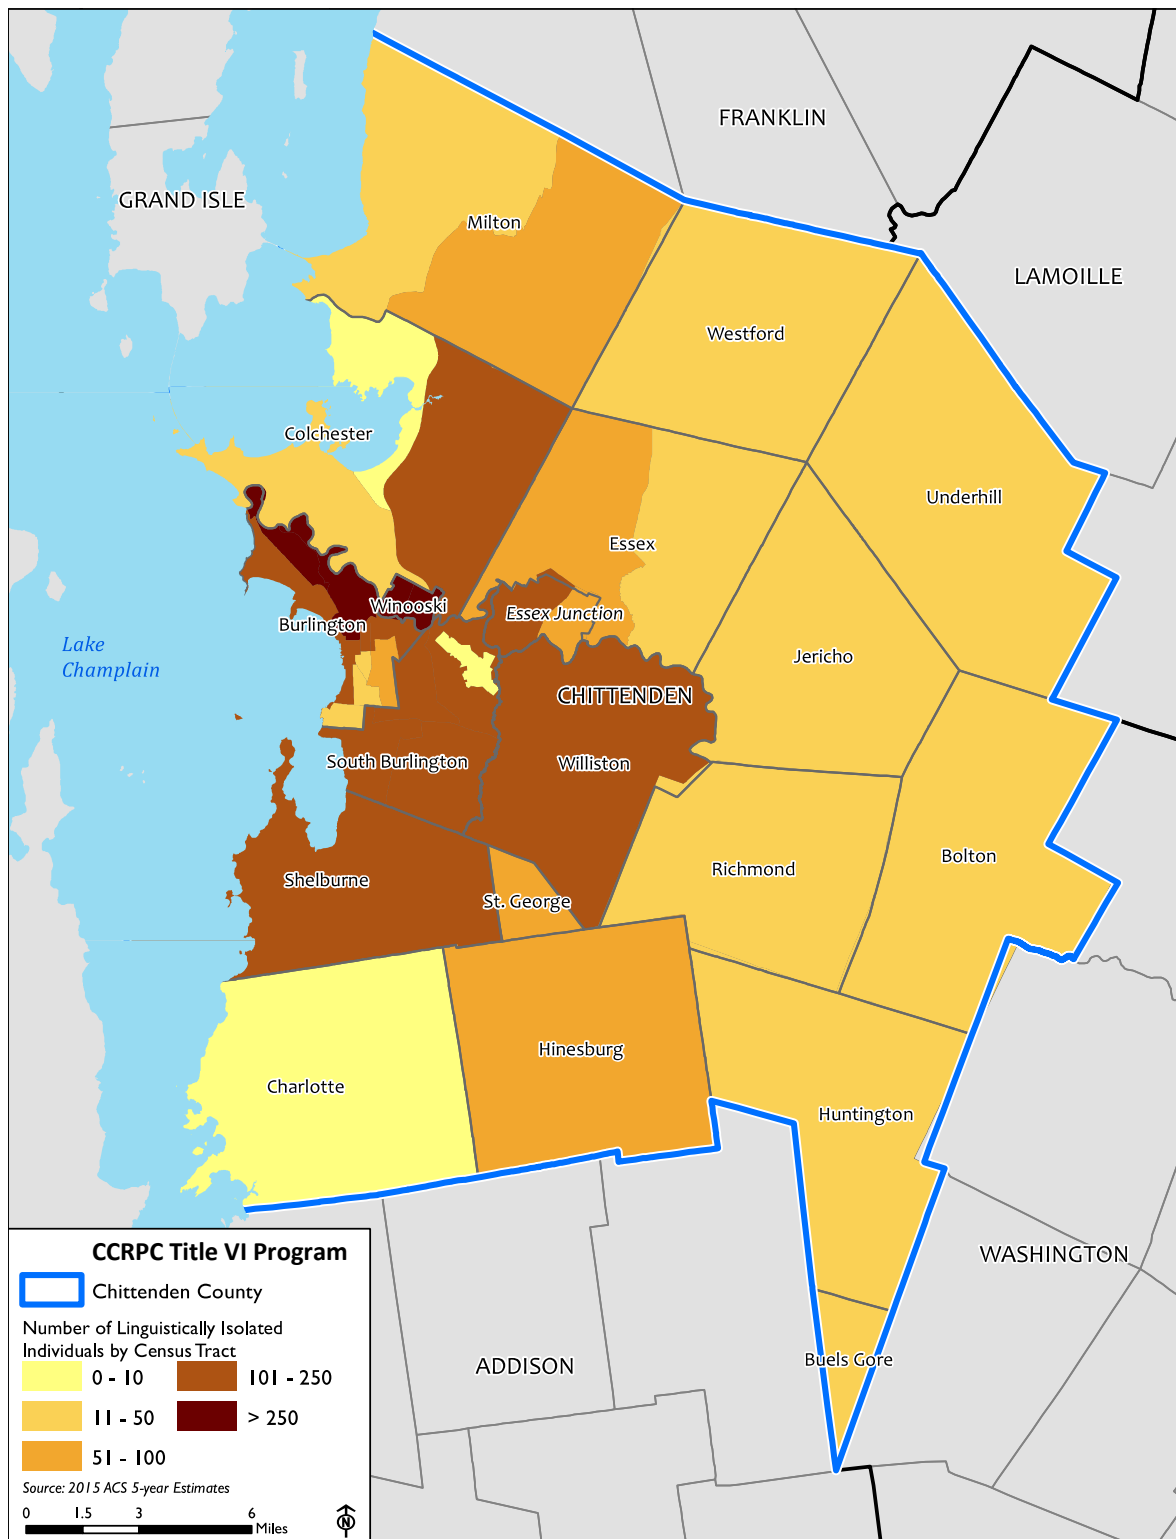 FRANKLIN
GRAND ISLE
Milton
LAMOILLE
Westford
Colchester
Underhill
Essex
Winooski
Essex Junction
Burlington
Lake
Champlain
Jericho
CHITTENDEN
South Burlington
Williston
Bolton
Richmond
Shelburne
St. George
Hinesburg
Charlotte
Huntington
WASHINGTON
Buels Gore
ADDISON
CCRPC Title VI Program
Chittenden County
Number of Linguistically Isolated
Individuals by Census Tract
0 - 10 101 - 250
11 - 50 > 250
51 - 100
Source: 2015 ACS 5-year Estimates
0 1.5 3 6
Miles
N